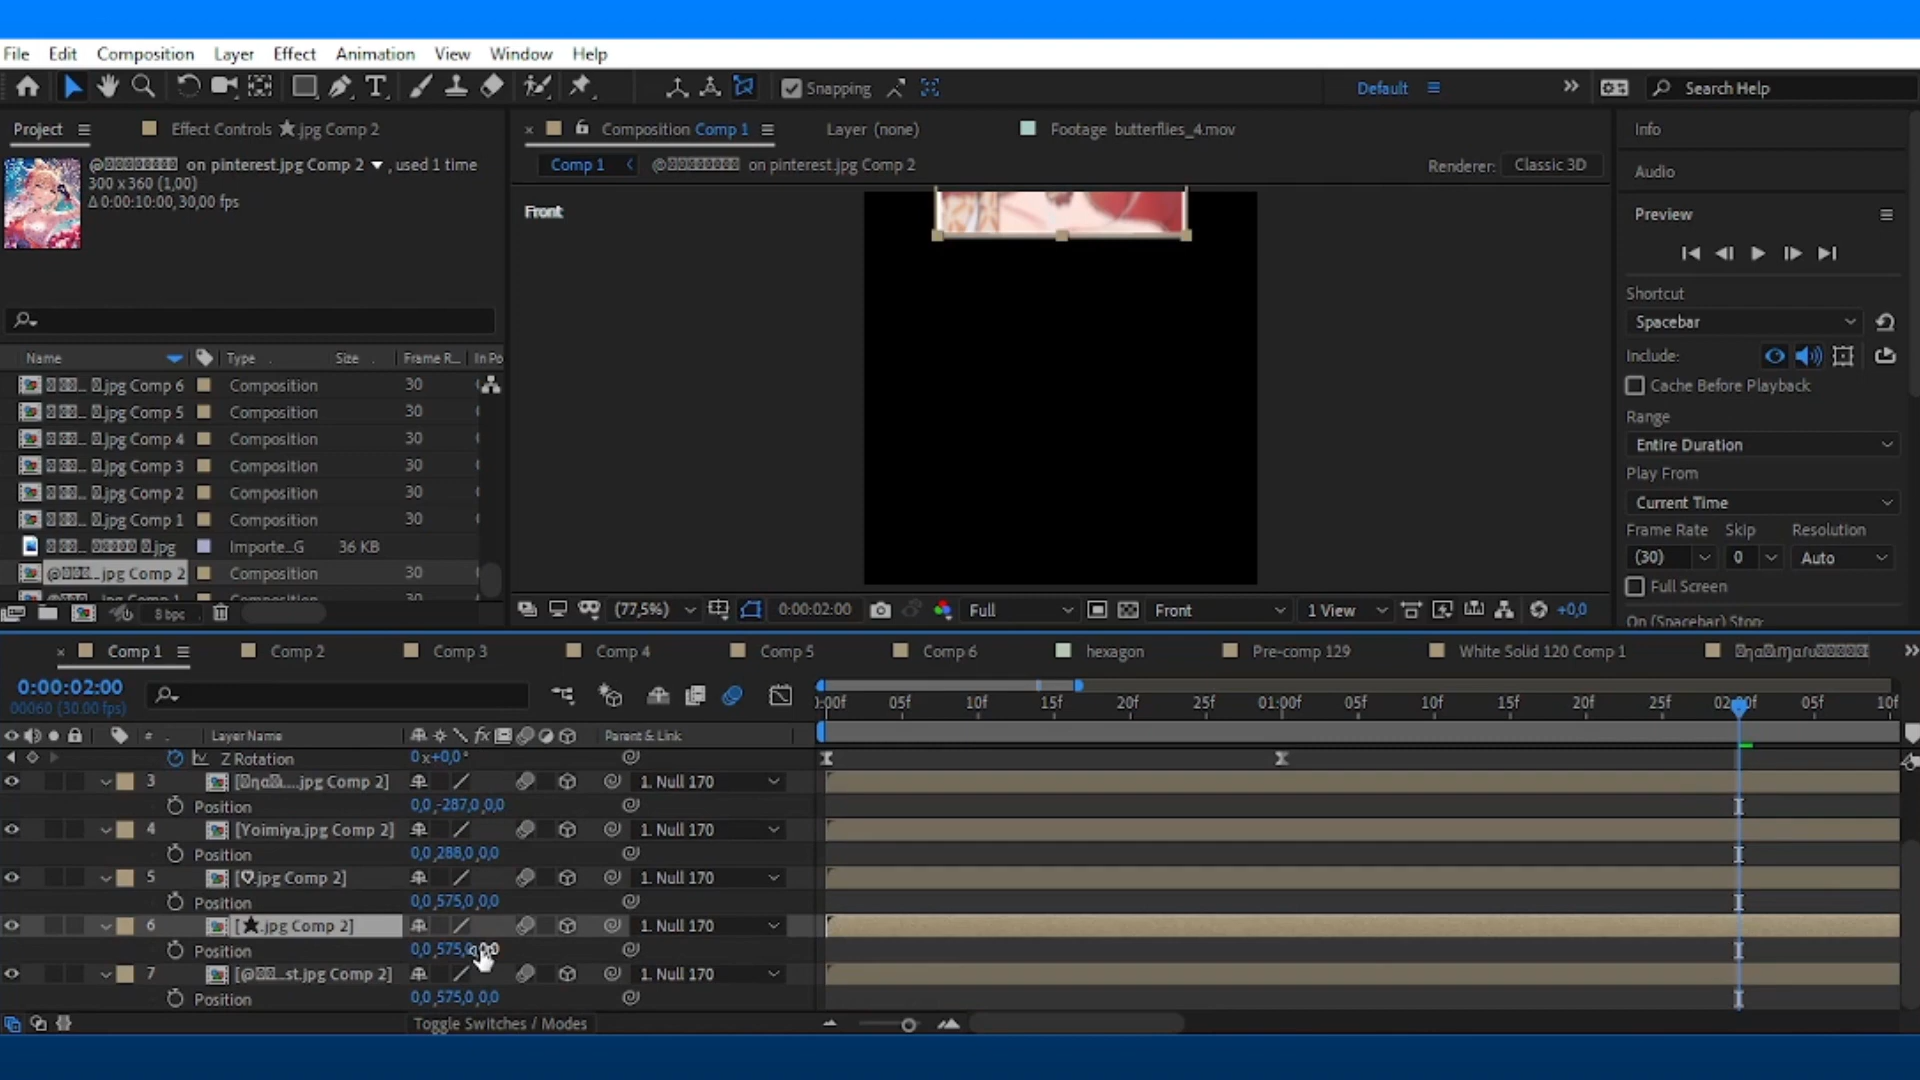 File Edit Composition Layer Effect Animation View Window Help
Snapping Default Search Help
Project Effect Controls ★.jpg Comp 2
on pinterest.jpg Comp 2, used 1 time
300 x 360 (1,00)
Δ 0:00:10:00, 30,00 fps
Composition Comp 1 Layer (none) Footage butterflies_4.mov
Comp 1 on pinterest.jpg Comp 2 Renderer: Classic 3D
Front
Info
Audio
Preview
Shortcut
Spacebar
Include:
Cache Before Playback
Range
Entire Duration
Play From
Current Time
Frame Rate Skip Resolution
(30) 0 Auto
Full Screen
On (Spacebar) Stop:
Name Type Size Frame R... In Po
.jpg Comp 6 Composition 30
.jpg Comp 5 Composition 30
.jpg Comp 4 Composition 30
.jpg Comp 3 Composition 30
.jpg Comp 2 Composition 30
.jpg Comp 1 Composition 30
.jpg Importe_G 36 KB
.jpg Comp 2 Composition 30
8 bpc
(77,5%) 0:00:02:00 Full Front 1 View +0,0
Comp 1 Comp 2 Comp 3 Comp 4 Comp 5 Comp 6 hexagon Pre-comp 129 White Solid 120 Comp 1
0:00:02:00
00060 (30.00 fps)
:00f 05f 10f 15f 20f 25f 01:00f 05f 10f 15f 20f 25f 02:00f 05f 10f
# Layer Name Parent & Link
Z Rotation 0 x+0,0°
3 .jpg Comp 2] 1. Null 170
Position 0,0,-287,0,0,0
4 [Yoimiya.jpg Comp 2] 1. Null 170
Position 0,0,288,0,0,0
5 [♥.jpg Comp 2] 1. Null 170
Position 0,0,575,0,0,0
6 [★.jpg Comp 2] 1. Null 170
Position 0,0,575,0
7 st.jpg Comp 2] 1. Null 170
Position 0,0,575,0,0,0
Toggle Switches / Modes